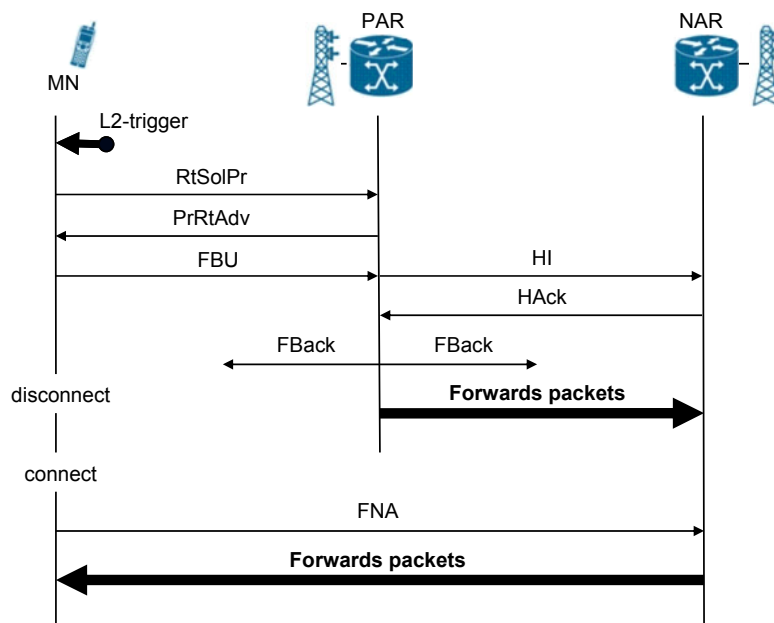 PAR
NAR
MN
L2-trigger
RtSolPr
PrRtAdv
FBU
HI
HAck
FBack
FBack
disconnect
Forwards packets
connect
FNA
Forwards packets